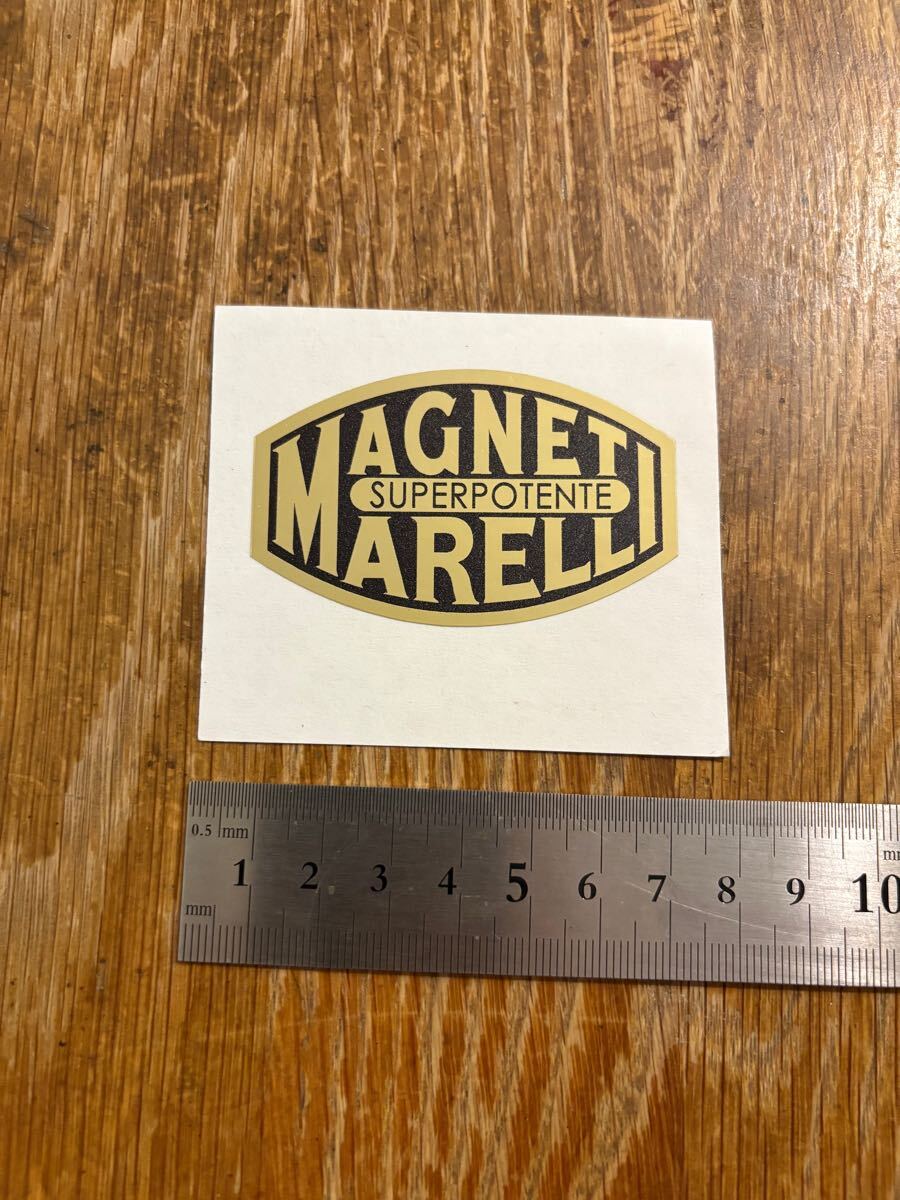 MAGNETI
SUPERPOTENTE
MARELLI
0.5 mm
1 2 3 4 5 6 7 8 9 10
mm